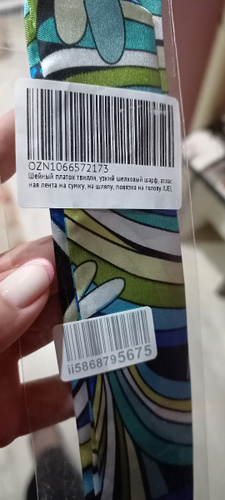 OZN1066572173
Шейный платок твилли, узкий шелковый шарф, атлас
ная лента на сумку, на шляпу, повязка на голову JUEL
ii5868795675